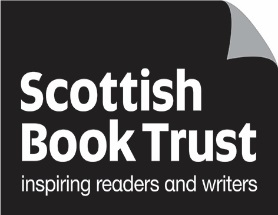 Scottish
Book Trust
inspiring readers and writers